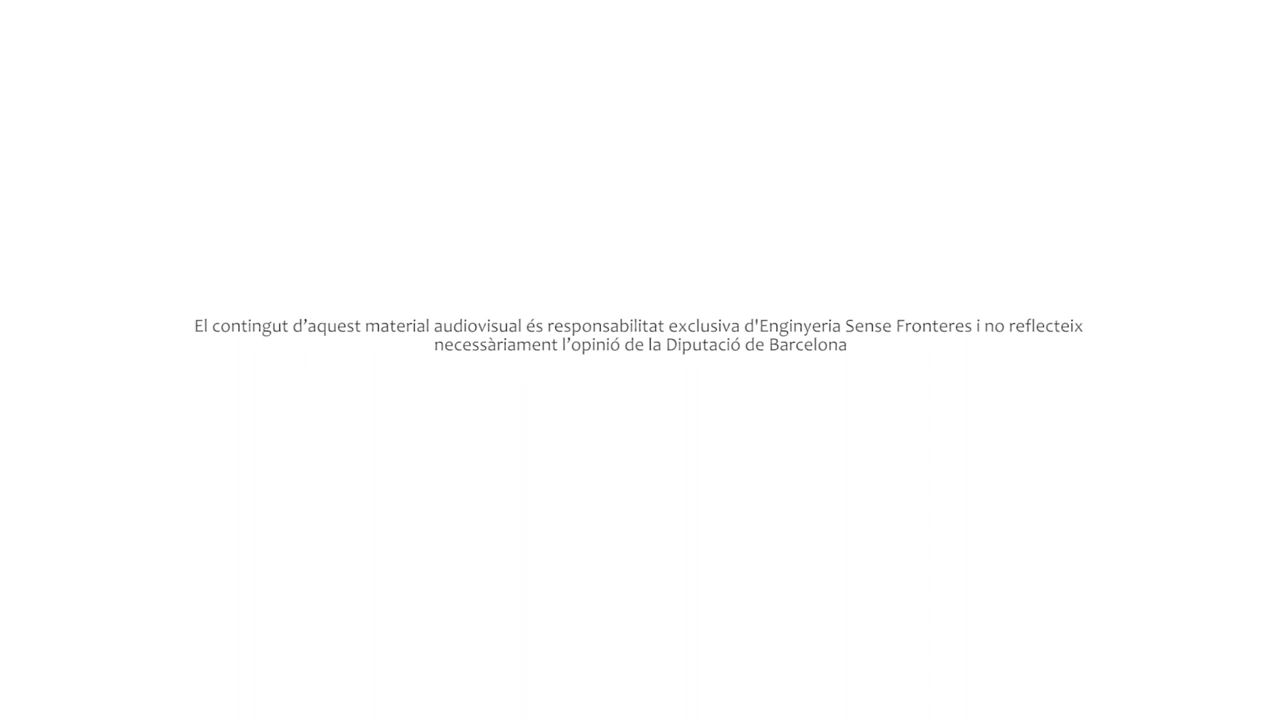 El contingut d’aquest material audiovisual és responsabilitat exclusiva d'Enginyeria Sense Fronteres i no reflecteix
necessàriament l’opinió de la Diputació de Barcelona